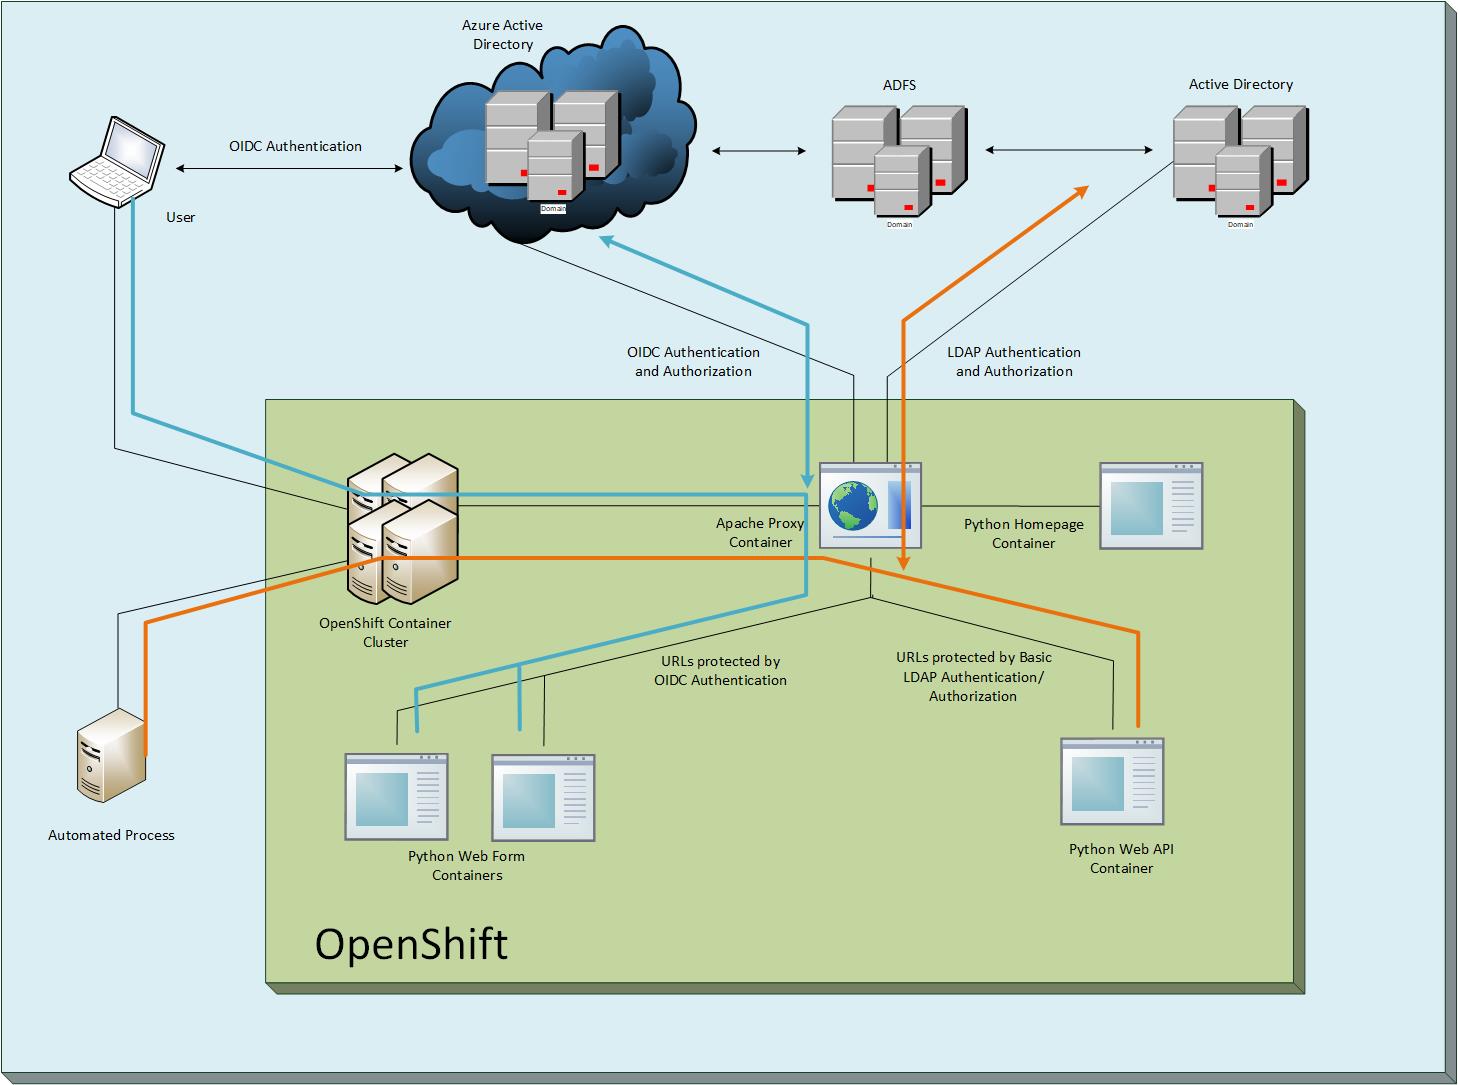 Azure Active
Directory
ADFS
Active Directory
OIDC Authentication
User
Domain
Domain
Domain
OIDC Authentication
and Authorization
LDAP Authentication
and Authorization
Apache Proxy
Container
Python Homepage
Container
OpenShift Container
Cluster
URLs protected by
OIDC Authentication
URLs protected by Basic
LDAP Authentication/
Authorization
Automated Process
Python Web Form
Containers
Python Web API
Container
OpenShift